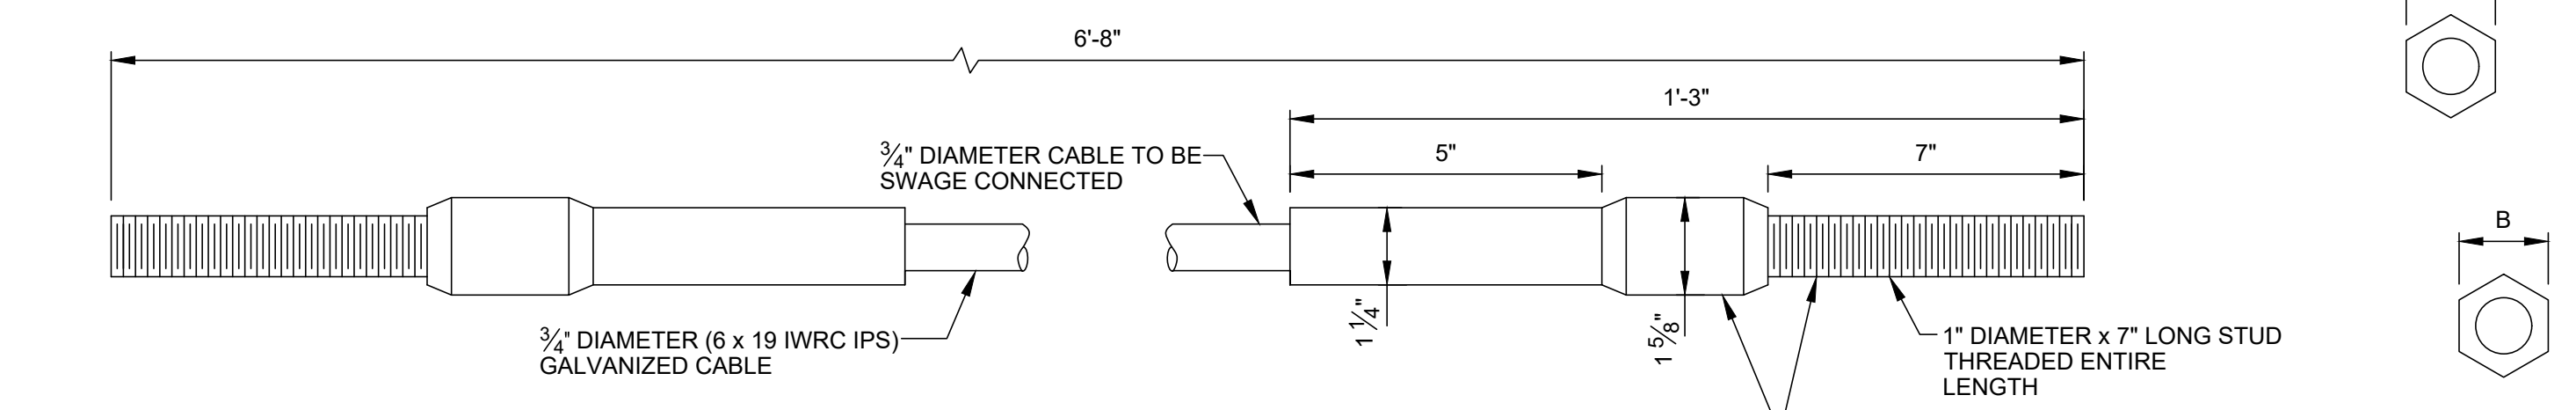 6'-8"
1'-3"
3/4" DIAMETER CABLE TO BE
SWAGE CONNECTED
5"
7"
B
1 1/4"
1 5/8"
3/4" DIAMETER (6 x 19 IWRC IPS)
GALVANIZED CABLE
1" DIAMETER x 7" LONG STUD
THREADED ENTIRE
LENGTH